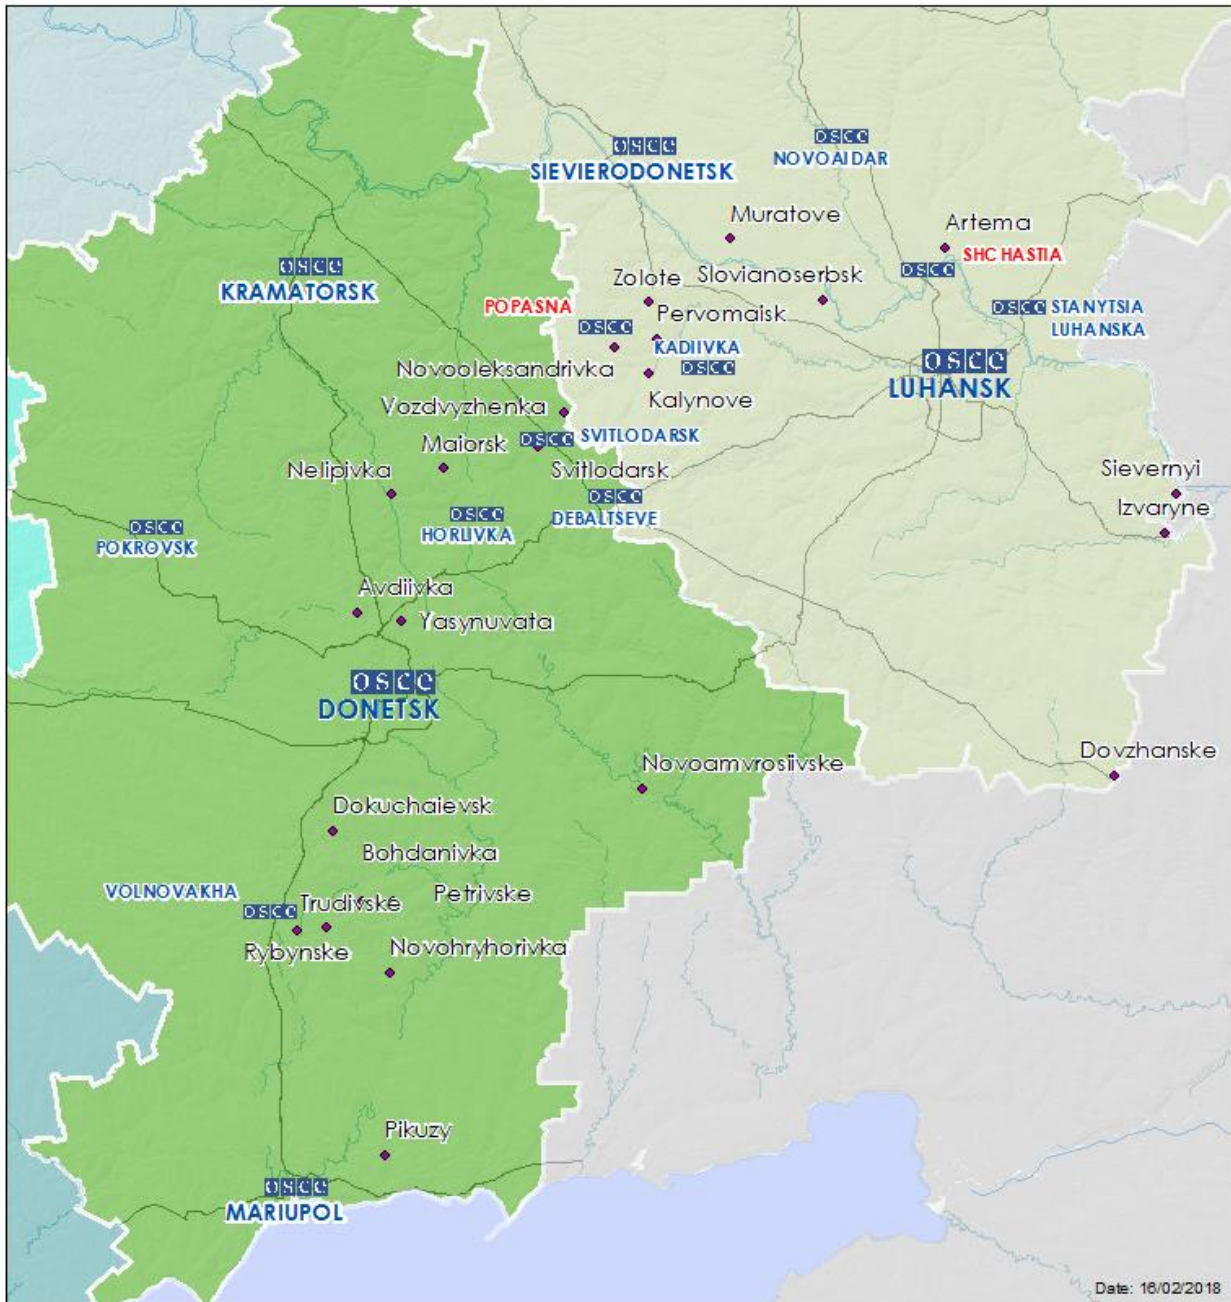 OSCE
SIEVIERODONETSK
OSCE
NOVOAIDAR
Muratove
Artema
SHCHASTIA
OSCE
OSCE
KRAMATORSK
Zolote
Slovianoserbsk
POPASNA
OSCE
Pervomaisk
KADIIVKA
OSCE
OSCE
STANYTSIA
LUHANSKA
OSCE
LUHANSK
Novooleksandrivka
Kalynove
Vozdvyzhenka
OSCE
SVITLODARSK
Maiorsk
Svitlodarsk
Nelipivka
Sievernyi
Izvaryne
OSCE
DEBALTSEVE
OSCE
HORLIVKA
OSCE
POKROVSK
Avdiivka
Yasynuvata
OSCE
DONETSK
Novoamvrosiivske
Dovzhanske
Dokuchaievsk
Bohdanivka
VOLNOVAKHA
OSCE
Trudivske
Petrivske
Rybynske
Novohryhorivka
Pikuzy
OSCE
MARIUPOL
Date: 16/02/2018